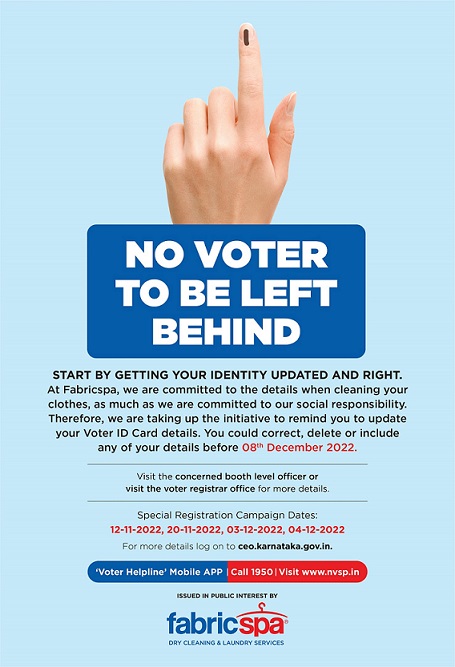 NO VOTER
TO BE LEFT
BEHIND
START BY GETTING YOUR IDENTITY UPDATED AND RIGHT.
At Fabricspa, we are committed to the details when cleaning your
clothes, as much as we are committed to our social responsibility.
Therefore, we are taking up the initiative to remind you to update
your Voter ID Card details. You could correct, delete or include
any of your details before 08th December 2022.
Visit the concerned booth level officer or
visit the voter registrar office for more details.
Special Registration Campaign Dates:
12-11-2022, 20-11-2022, 03-12-2022, 04-12-2022
For more details log on to ceo.karnataka.gov.in.
'Voter Helpline' Mobile APP | Call 1950 | Visit www.nvsp.in
ISSUED IN PUBLIC INTEREST BY
fabricspa®
DRY CLEANING & LAUNDRY SERVICES